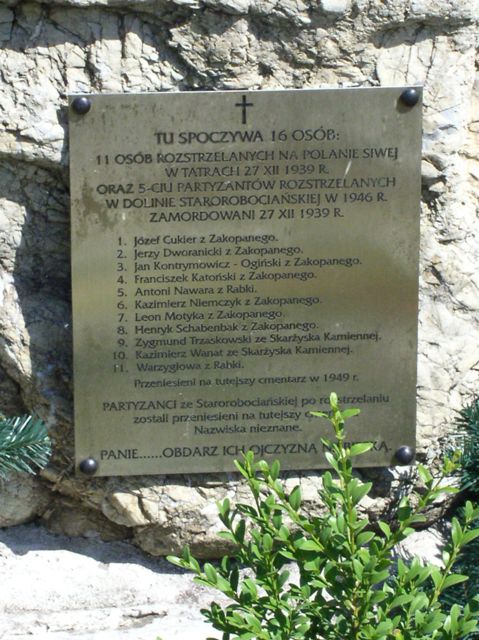 TU SPOCZYWA 16 OSÓB:
11 OSÓB ROZSTRZELANYCH NA POLANIE SIWEJ
W TATRACH 27 XII 1939 R.
ORAZ 5-CIU PARTYZANTÓW ROZSTRZELANYCH
W DOLINIE STAROROBOCIAŃSKIEJ W 1946 R.
ZAMORDOWANI 27 XII 1939 R.
1. Józef Cukier z Zakopanego.
2. Jerzy Dworanicki z Zakopanego.
3. Jan Kontrymowicz - Ogiński z Zakopanego.
4. Franciszek Katoński z Zakopanego.
5. Antoni Nawara z Rabki.
6. Kazimierz Niemczyk z Zakopanego.
7. Leon Motyka z Zakopanego.
8. Henryk Schabenbak z Zakopanego.
9. Zygmund Trzaskowski ze Skarżyska Kamiennej.
10. Kazimierz Wanat ze Skarżyska Kamiennej.
11. Warzygłowa z Rabki.
Przeniesieni na tutejszy cmentarz w 1949 r.
PARTYZANCI ze Starorobociańskiej po rozstrzelaniu
zostali przeniesieni na tutejszy
Nazwiska nieznane.
PANIE......OBDARZ ICH OJCZYZNĄ